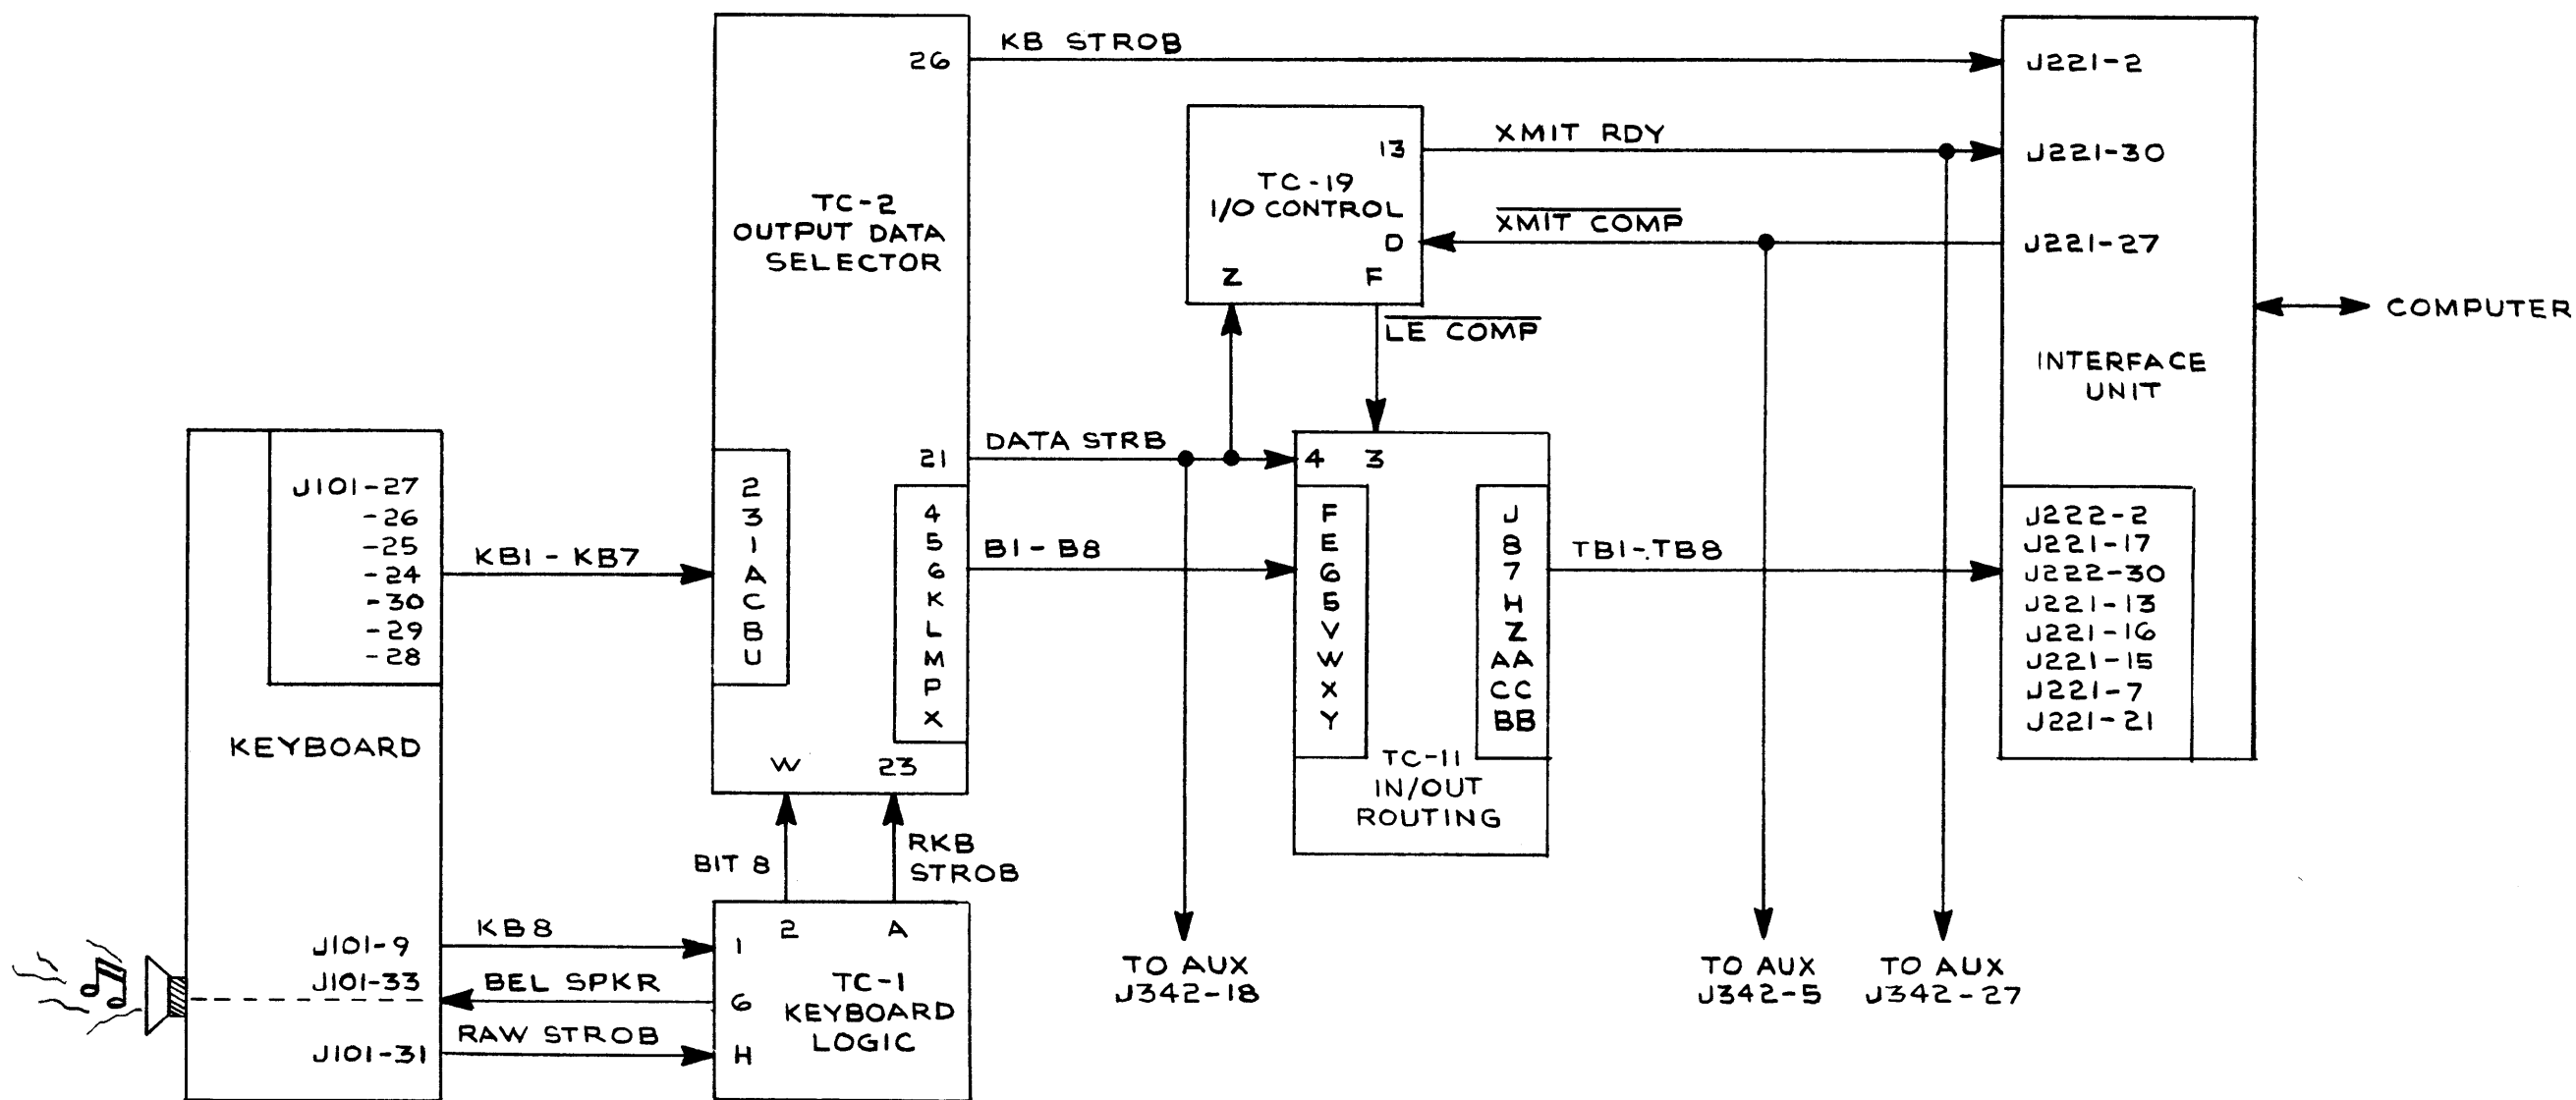 KB STROB
26
J221-2
XMIT RDY
13
J221-30
TC-19
I/O CONTROL
XMIT COMP
D
J221-27
Z
F
TC-2
OUTPUT DATA
SELECTOR
LE COMP
COMPUTER
INTERFACE
UNIT
DATA STRB
21
4
3
J101-27
-26
-25
-24
-30
-29
-28
KB1-KB7
2
3
1
A
C
B
U
4
5
6
K
L
M
P
X
B1-B8
F
E
6
5
V
W
X
Y
J
8
7
H
Z
AA
CC
BB
TB1-TB8
J222-2
J221-17
J222-30
J221-13
J221-16
J221-15
J221-7
J221-21
KEYBOARD
W
23
TC-11
IN/OUT
ROUTING
BIT 8
RKB
STROB
KB8
J101-9
1
2
A
J101-33
BEL SPKR
6
TC-1
KEYBOARD
LOGIC
RAW STROB
J101-31
H
TO AUX
J342-18
TO AUX
J342-5
TO AUX
J342-27